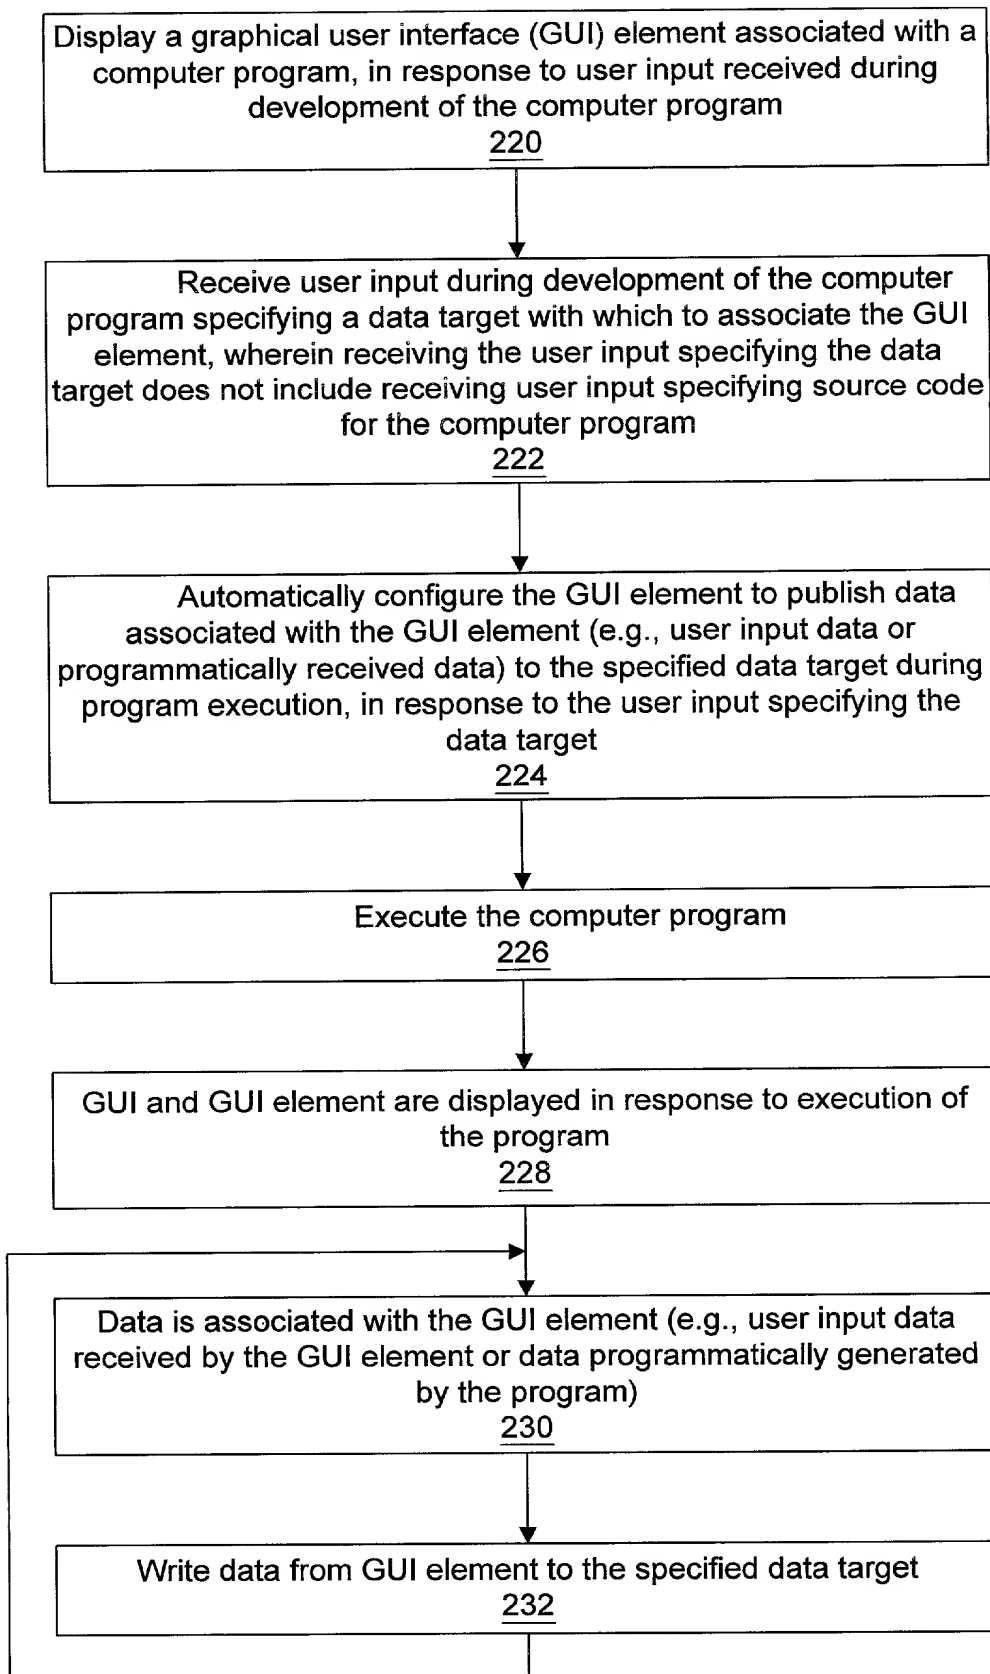 Display a graphical user interface (GUI) element associated with a
computer program, in response to user input received during
development of the computer program
220
Receive user input during development of the computer
program specifying a data target with which to associate the GUI
element, wherein receiving the user input specifying the data
target does not include receiving user input specifying source code
for the computer program
222
Automatically configure the GUI element to publish data
associated with the GUI element (e.g., user input data or
programmatically received data) to the specified data target during
program execution, in response to the user input specifying the
data target
224
Execute the computer program
226
GUI and GUI element are displayed in response to execution of
the program
228
Data is associated with the GUI element (e.g., user input data
received by the GUI element or data programmatically generated
by the program)
230
Write data from GUI element to the specified data target
232